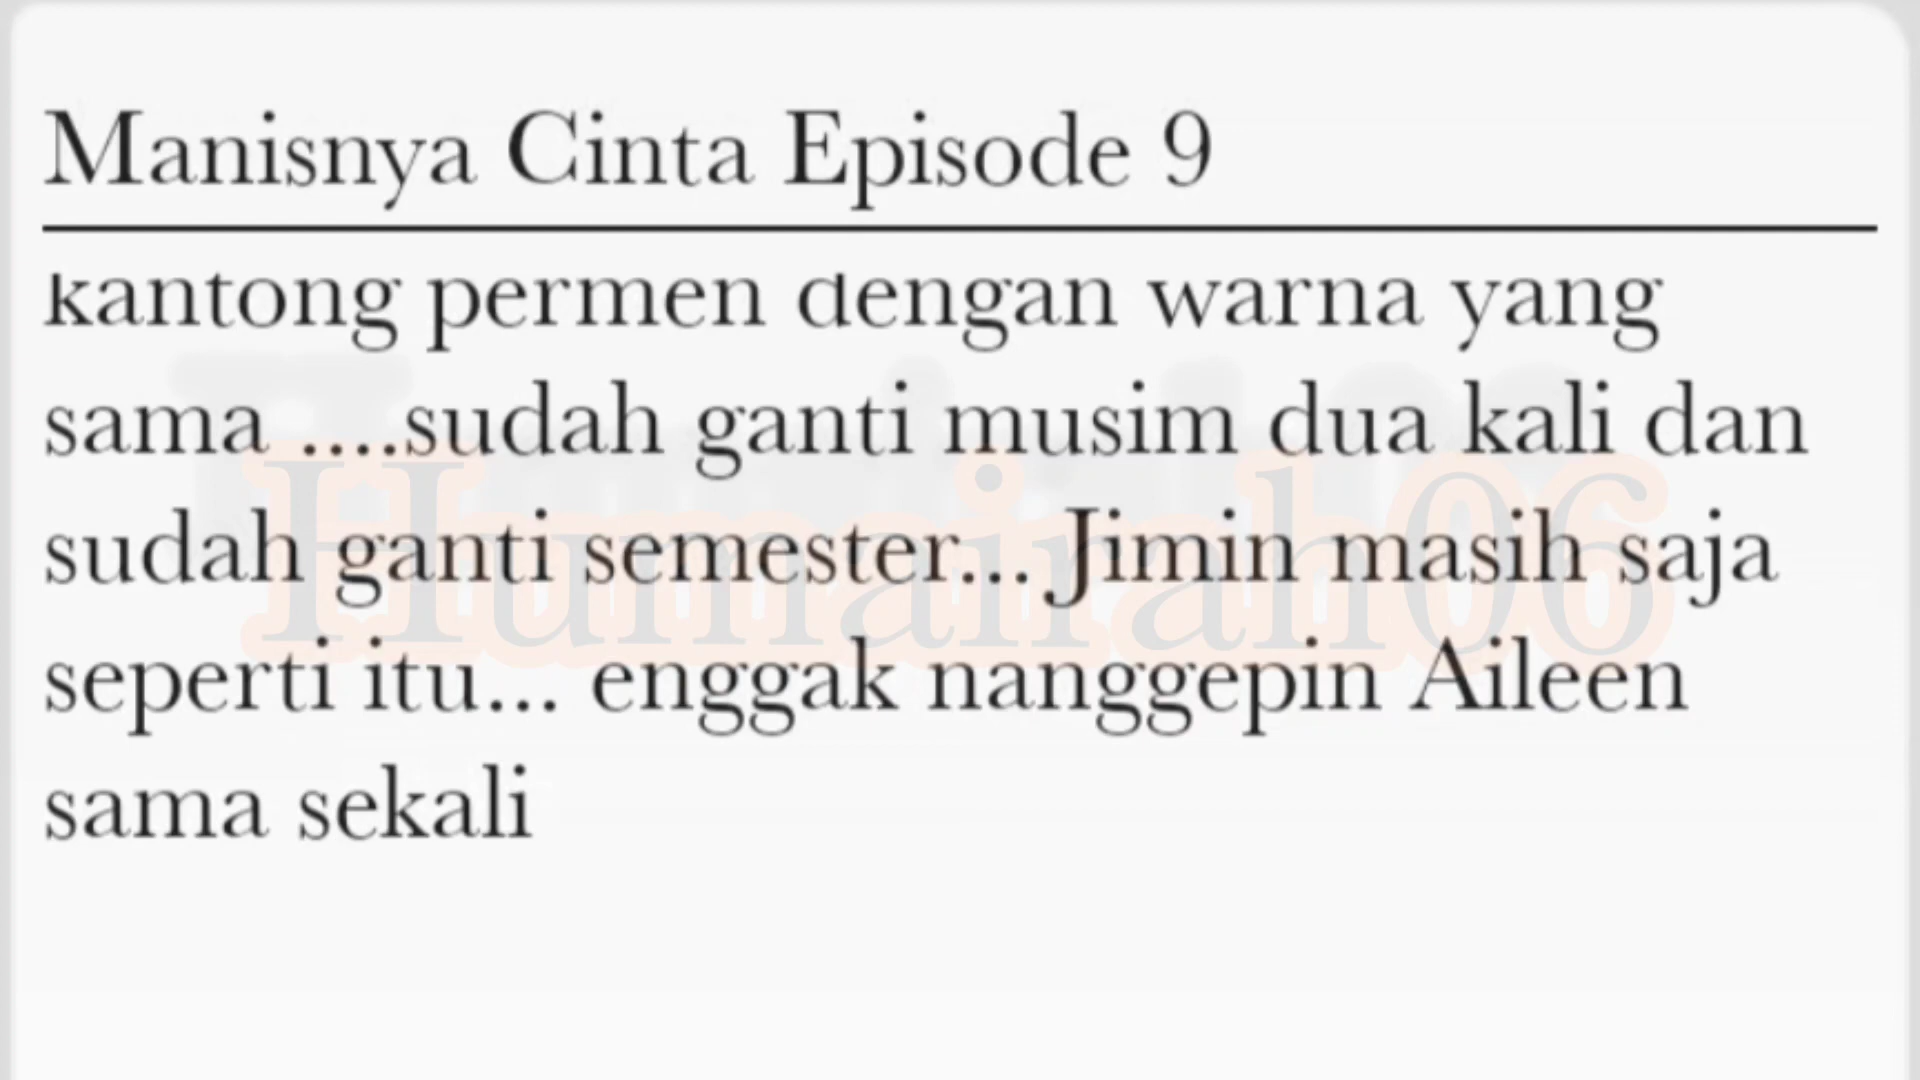 Manisnya Cinta Episode 9
kantong permen dengan warna yang
sama ....sudah ganti musim dua kali dan
sudah ganti semester... Jimin masih saja
seperti itu... enggak nanggepin Aileen
sama sekali
Humairah06